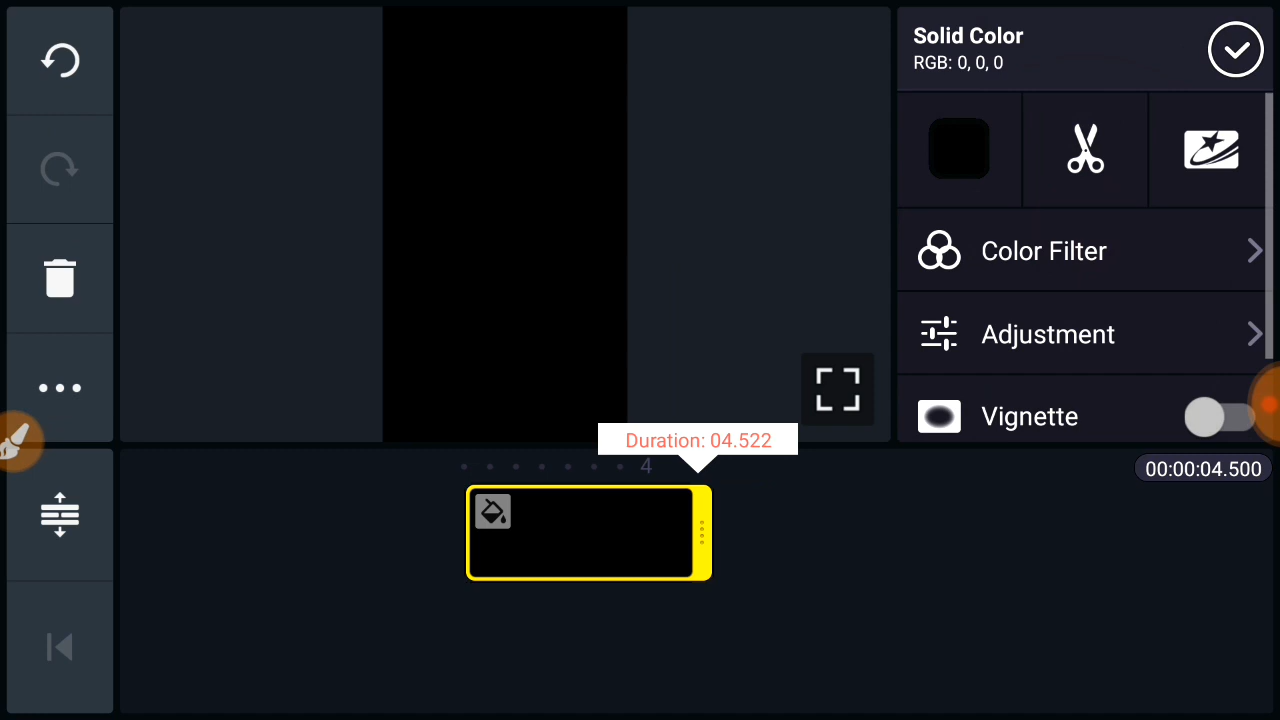 Solid Color
RGB: 0, 0, 0
Color Filter
Adjustment
Vignette
Duration: 04.522
4
00:00:04.500